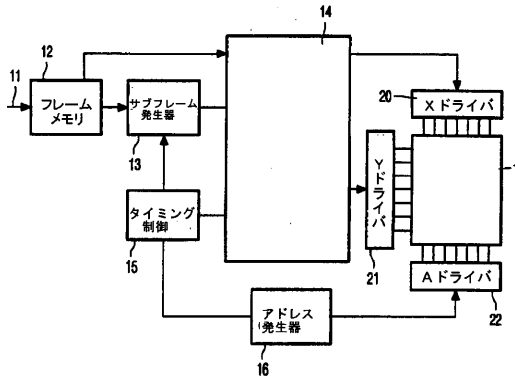 14
12
11
フレーム
メモリ
サブフレーム
発生器
13
20
Xドライバ
Yドライバ
21
タイミング
制御
15
Aドライバ
22
アドレス
発生器
16